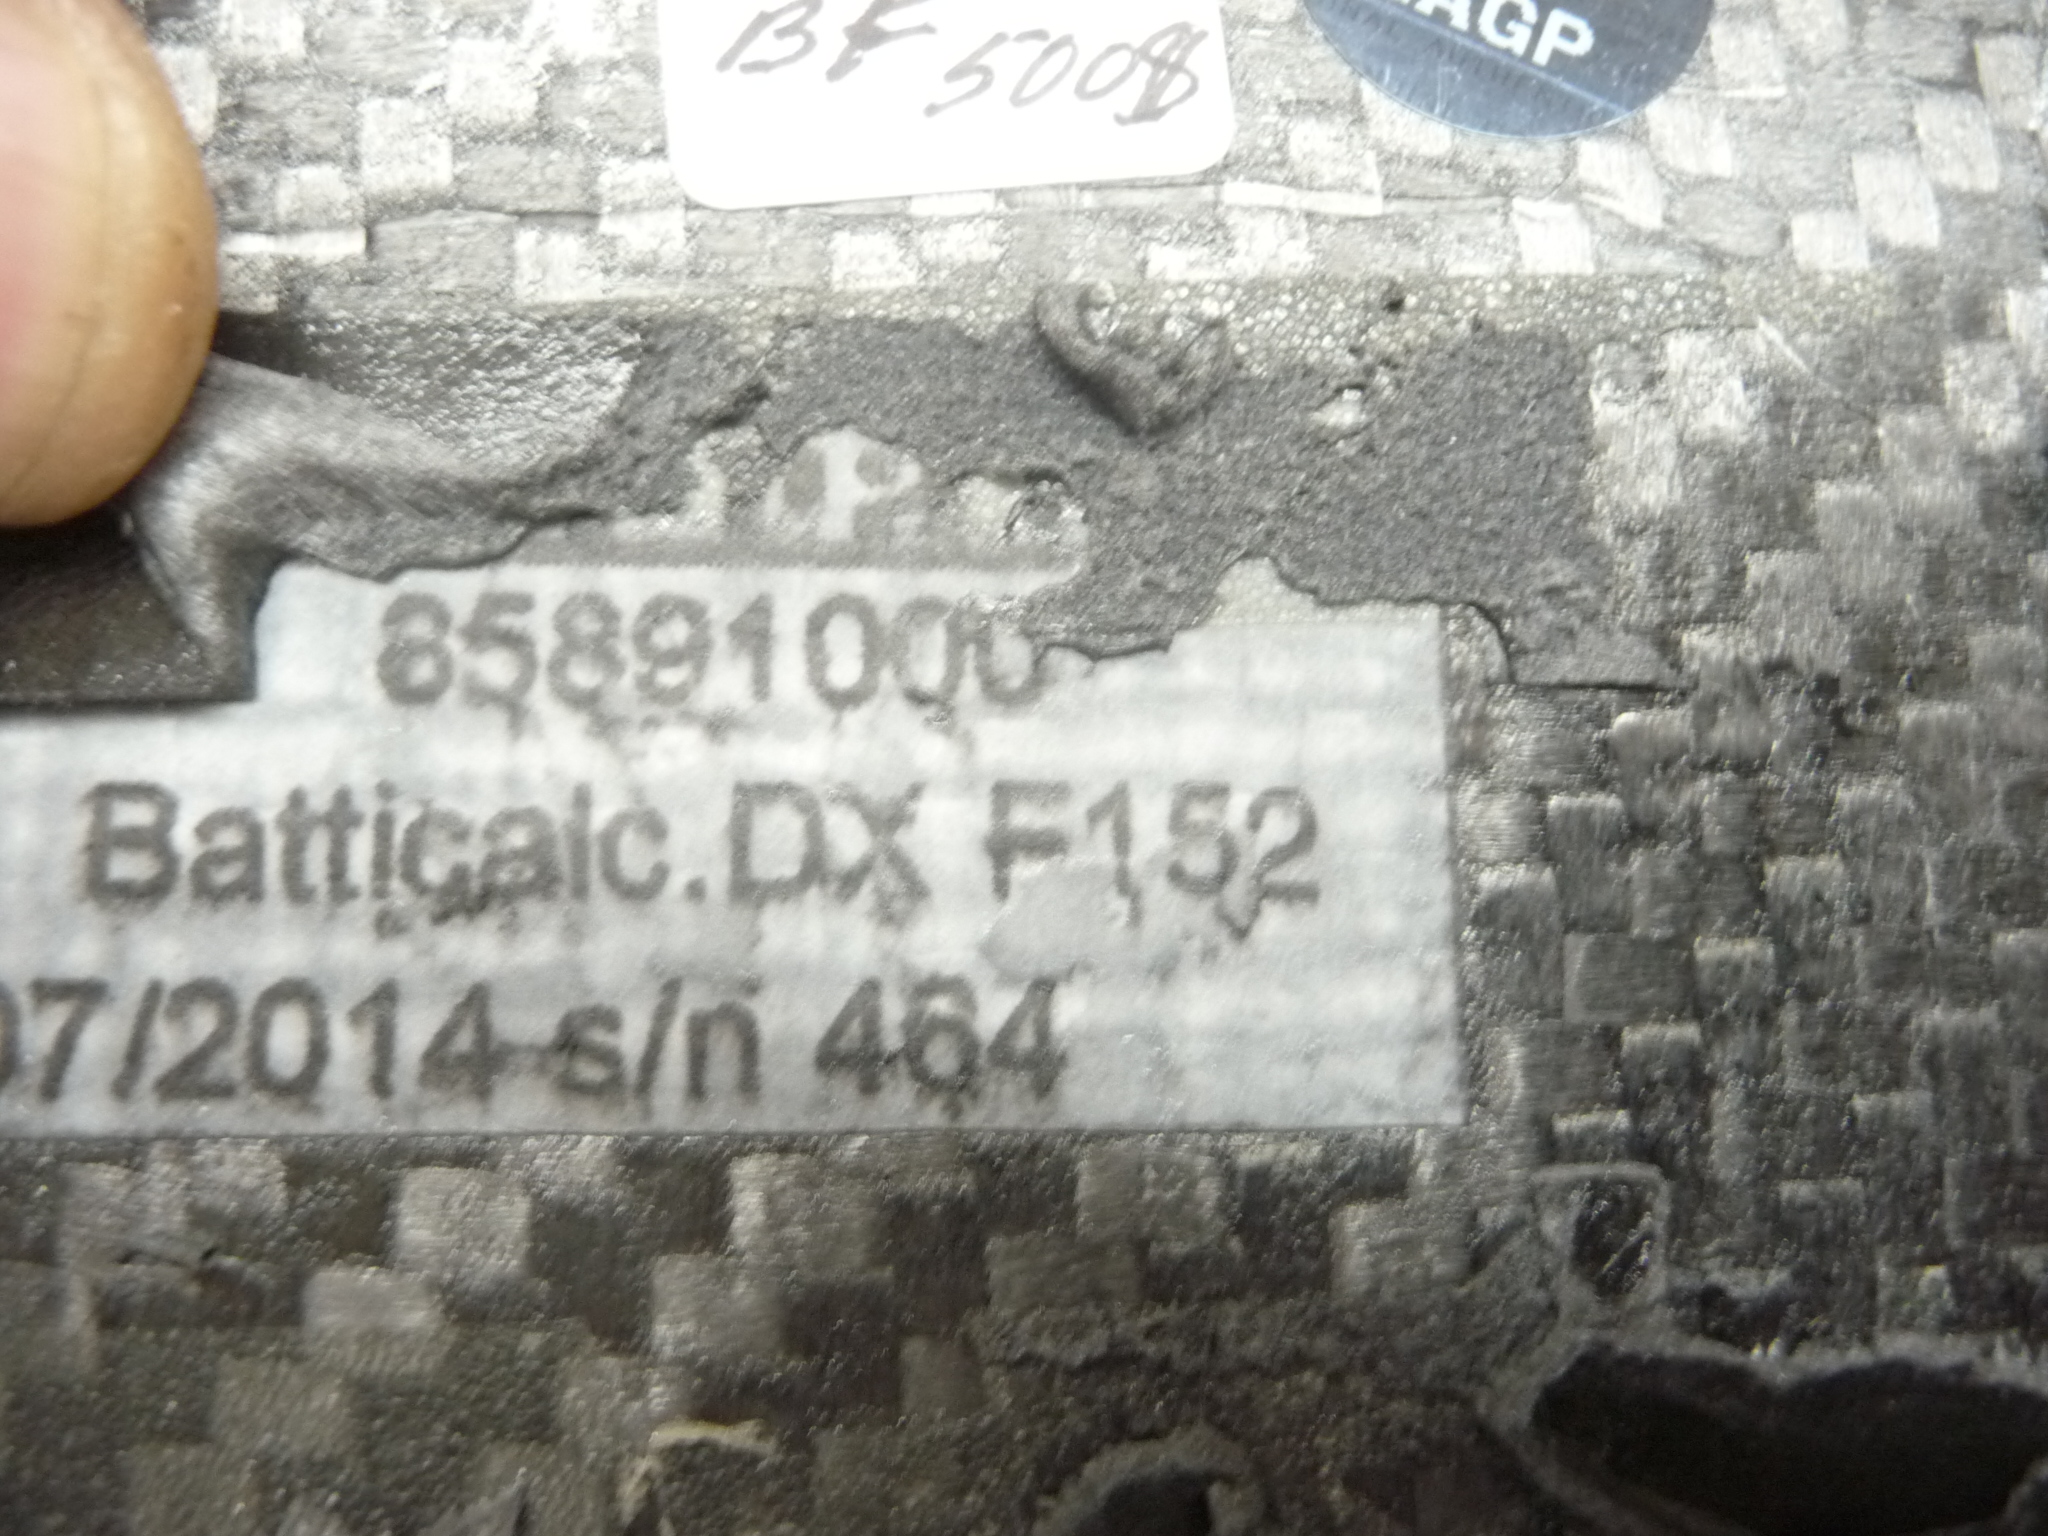 BF 5008
AGP
85891000
Batticalc.DX F152
07/2014 s/n 464